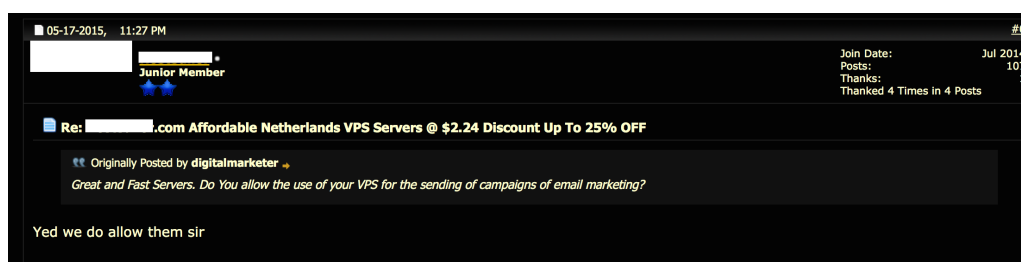 05-17-2015, 11:27 PM
Junior Member
Join Date: Jul 2014
Posts: 107
Thanks:
Thanked 4 Times in 4 Posts
Re: .com Affordable Netherlands VPS Servers @ $2.24 Discount Up To 25% OFF
Originally Posted by digitalmarketer
Great and Fast Servers. Do You allow the use of your VPS for the sending of campaigns of email marketing?
Yed we do allow them sir